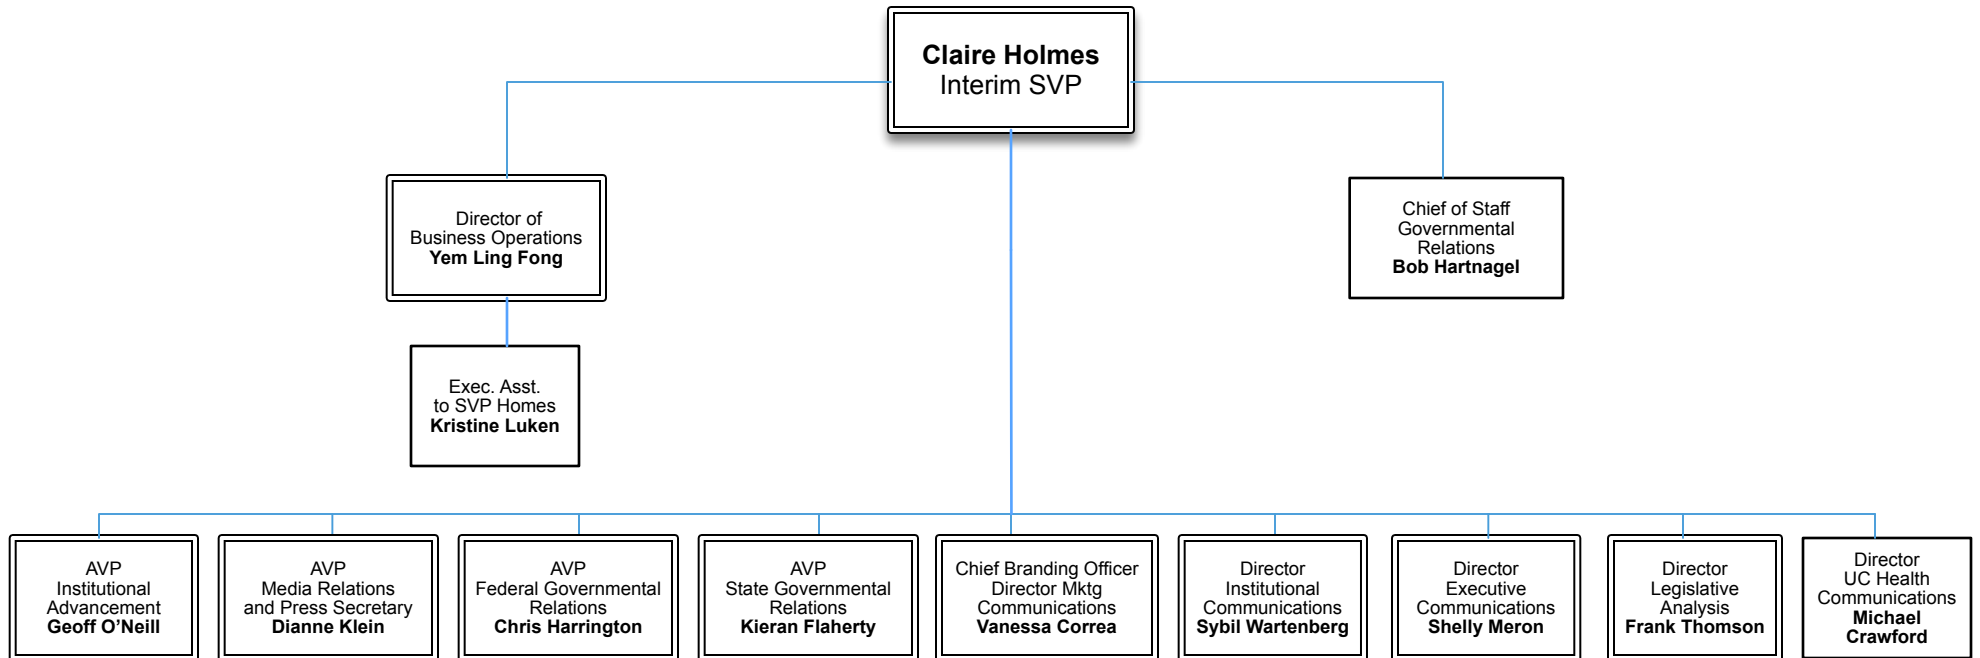 Claire Holmes
Interim SVP
Director of
Business Operations
Yem Ling Fong
Chief of Staff
Governmental
Relations
Bob Hartnagel
Exec. Asst.
to SVP Homes
Kristine Luken
AVP
Institutional
Advancement
Geoff O’Neill
AVP
Media Relations
and Press Secretary
Dianne Klein
AVP
Federal Governmental
Relations
Chris Harrington
AVP
State Governmental
Relations
Kieran Flaherty
Chief Branding Officer
Director Mktg
Communications
Vanessa Correa
Director
Institutional
Communications
Sybil Wartenberg
Director
Executive
Communications
Shelly Meron
Director
Legislative
Analysis
Frank Thomson
Director
UC Health
Communications
Michael
Crawford